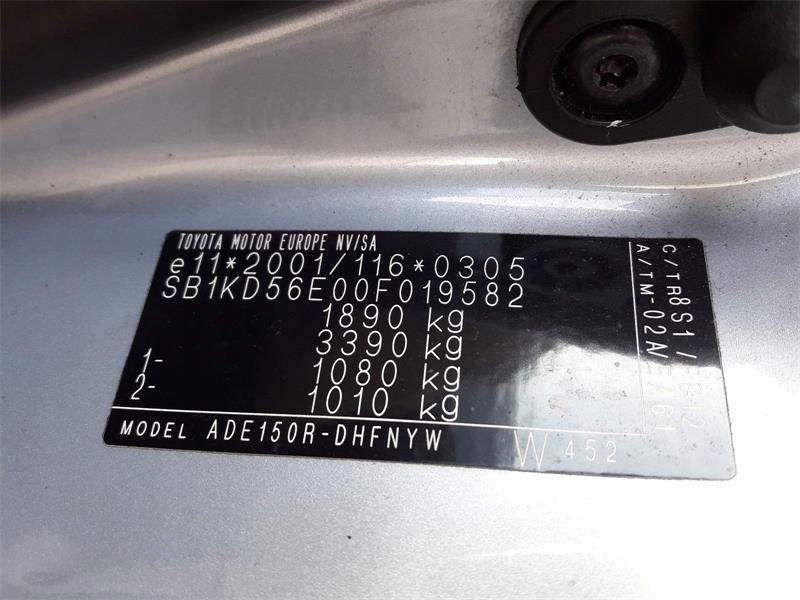 TOYOTA MOTOR EUROPE NV/SA
e11*2001/116*0305
SB1KD56E00F019582
1890 kg
3390 kg
1- 1080 kg
2- 1010 kg
MODEL ADE150R-DHFNYW
W 452
C/TR 8S1/
A/TM-02A/